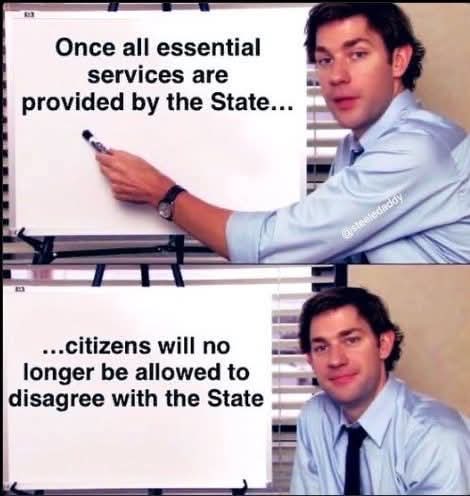 Once all essential
services are
provided by the State...
@steeledaddy
...citizens will no
longer be allowed to
disagree with the State